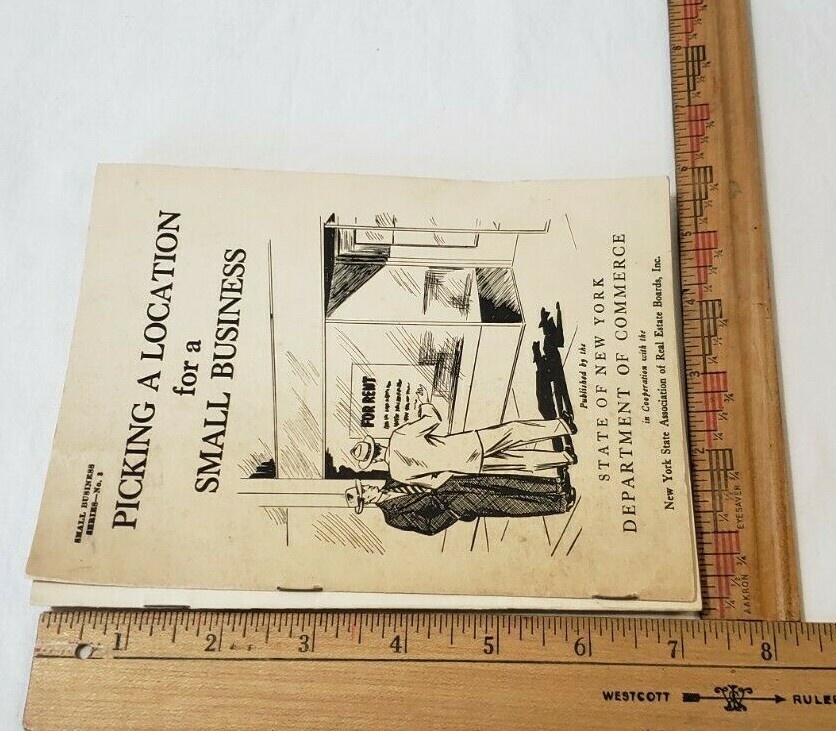 SMALL BUSINESS
SERIES—No. 3
PICKING A LOCATION
for a
SMALL BUSINESS
FOR RENT
Published by the
STATE OF NEW YORK
DEPARTMENT OF COMMERCE
in Cooperation with the
New York State Association of Real Estate Boards, Inc.
1 2 3 4 5 6 7 8
WESTCOTT RULE
AAKRON EYESAVER